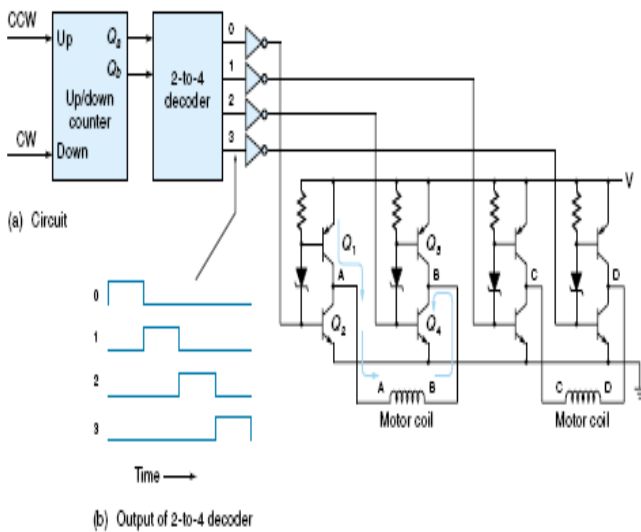 CCW
Up
Qa
Qb
Up/down
counter
CW
Down
2-to-4
decoder
0
1
2
3
(a) Circuit
V
Q1
Q3
A
B
C
D
Q2
Q4
A
B
C
D
Motor coil
Motor coil
0
1
2
3
Time
(b) Output of 2-to-4 decoder